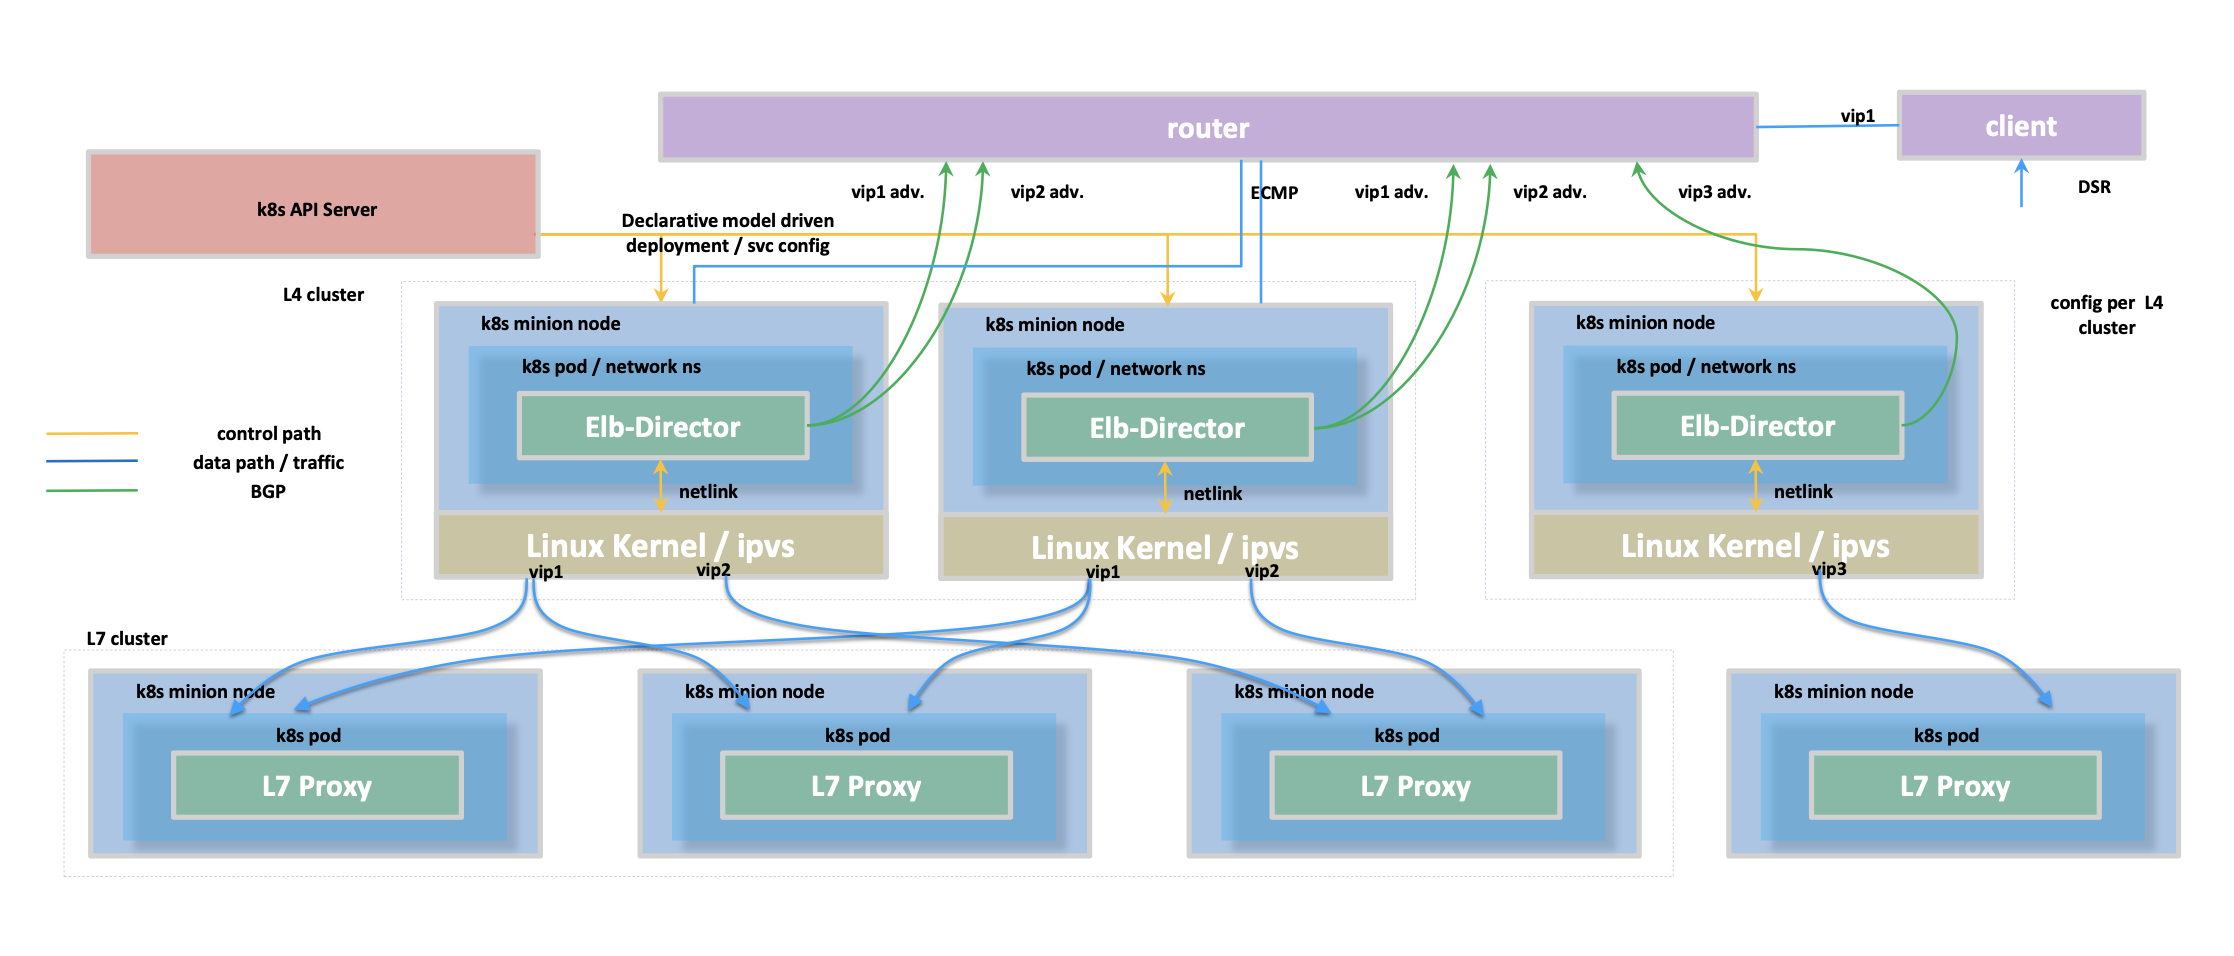 router
vip1
client
k8s API Server
vip1 adv.
vip2 adv.
ECMP
vip1 adv.
vip2 adv.
vip3 adv.
DSR
Declarative model driven
deployment / svc config
L4 cluster
config per L4
cluster
k8s minion node
k8s pod / network ns
Elb-Director
netlink
Linux Kernel / ipvs
vip1
vip2
k8s minion node
k8s pod / network ns
Elb-Director
netlink
Linux Kernel / ipvs
vip1
vip2
k8s minion node
k8s pod / network ns
Elb-Director
netlink
Linux Kernel / ipvs
vip3
control path
data path / traffic
BGP
L7 cluster
k8s minion node
k8s pod
L7 Proxy
k8s minion node
k8s pod
L7 Proxy
k8s minion node
k8s pod
L7 Proxy
k8s minion node
k8s pod
L7 Proxy